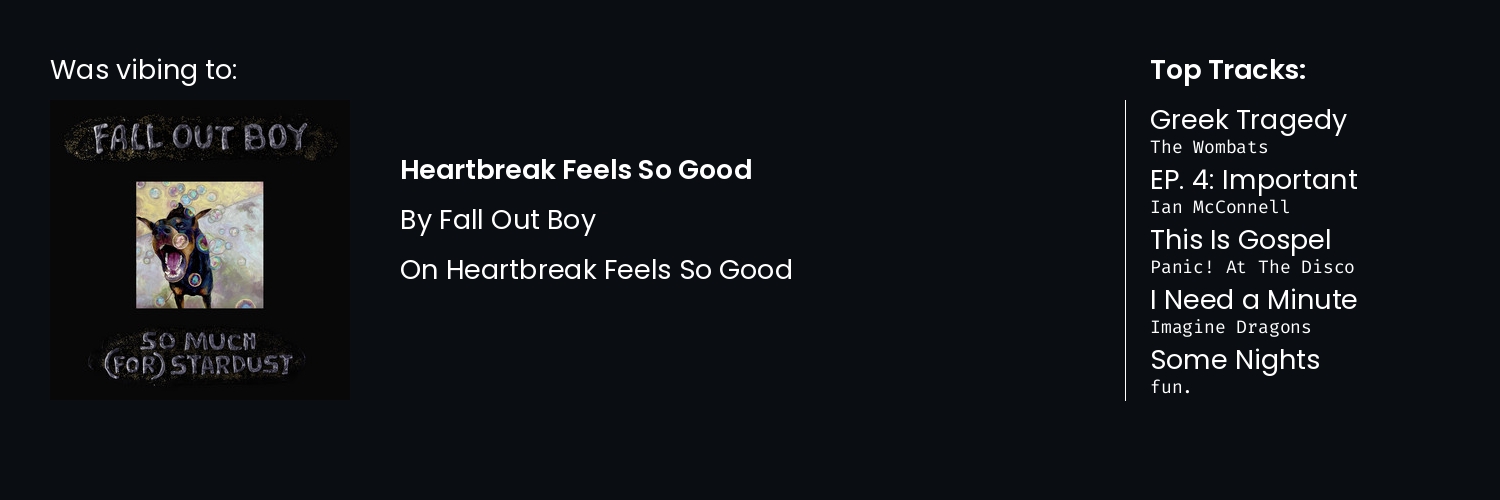 Was vibing to:
FALL OUT BOY
SO MUCH
(FOR) STARDUST
Heartbreak Feels So Good
By Fall Out Boy
On Heartbreak Feels So Good
Top Tracks:
Greek Tragedy
The Wombats
EP. 4: Important
Ian McConnell
This Is Gospel
Panic! At The Disco
I Need a Minute
Imagine Dragons
Some Nights
fun.